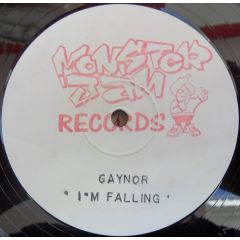 MONSTER
JAM
RECORDS
GAYNOR
" I'M FALLING "